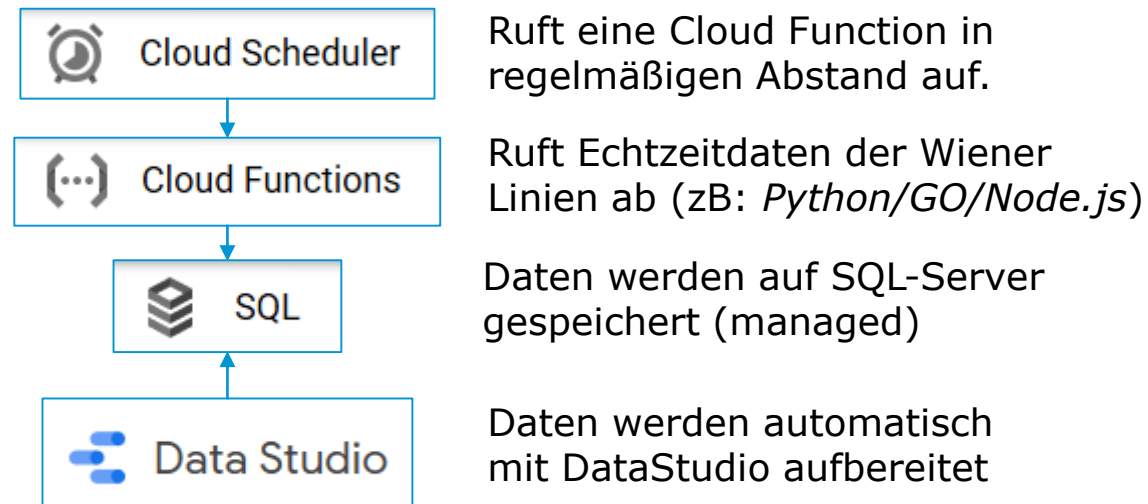 Cloud Scheduler
Ruft eine Cloud Function in
regelmäßigen Abstand auf.
Cloud Functions
Ruft Echtzeitdaten der Wiener
Linien ab (zB: Python/GO/Node.js)
SQL
Daten werden auf SQL-Server
gespeichert (managed)
Data Studio
Daten werden automatisch
mit DataStudio aufbereitet